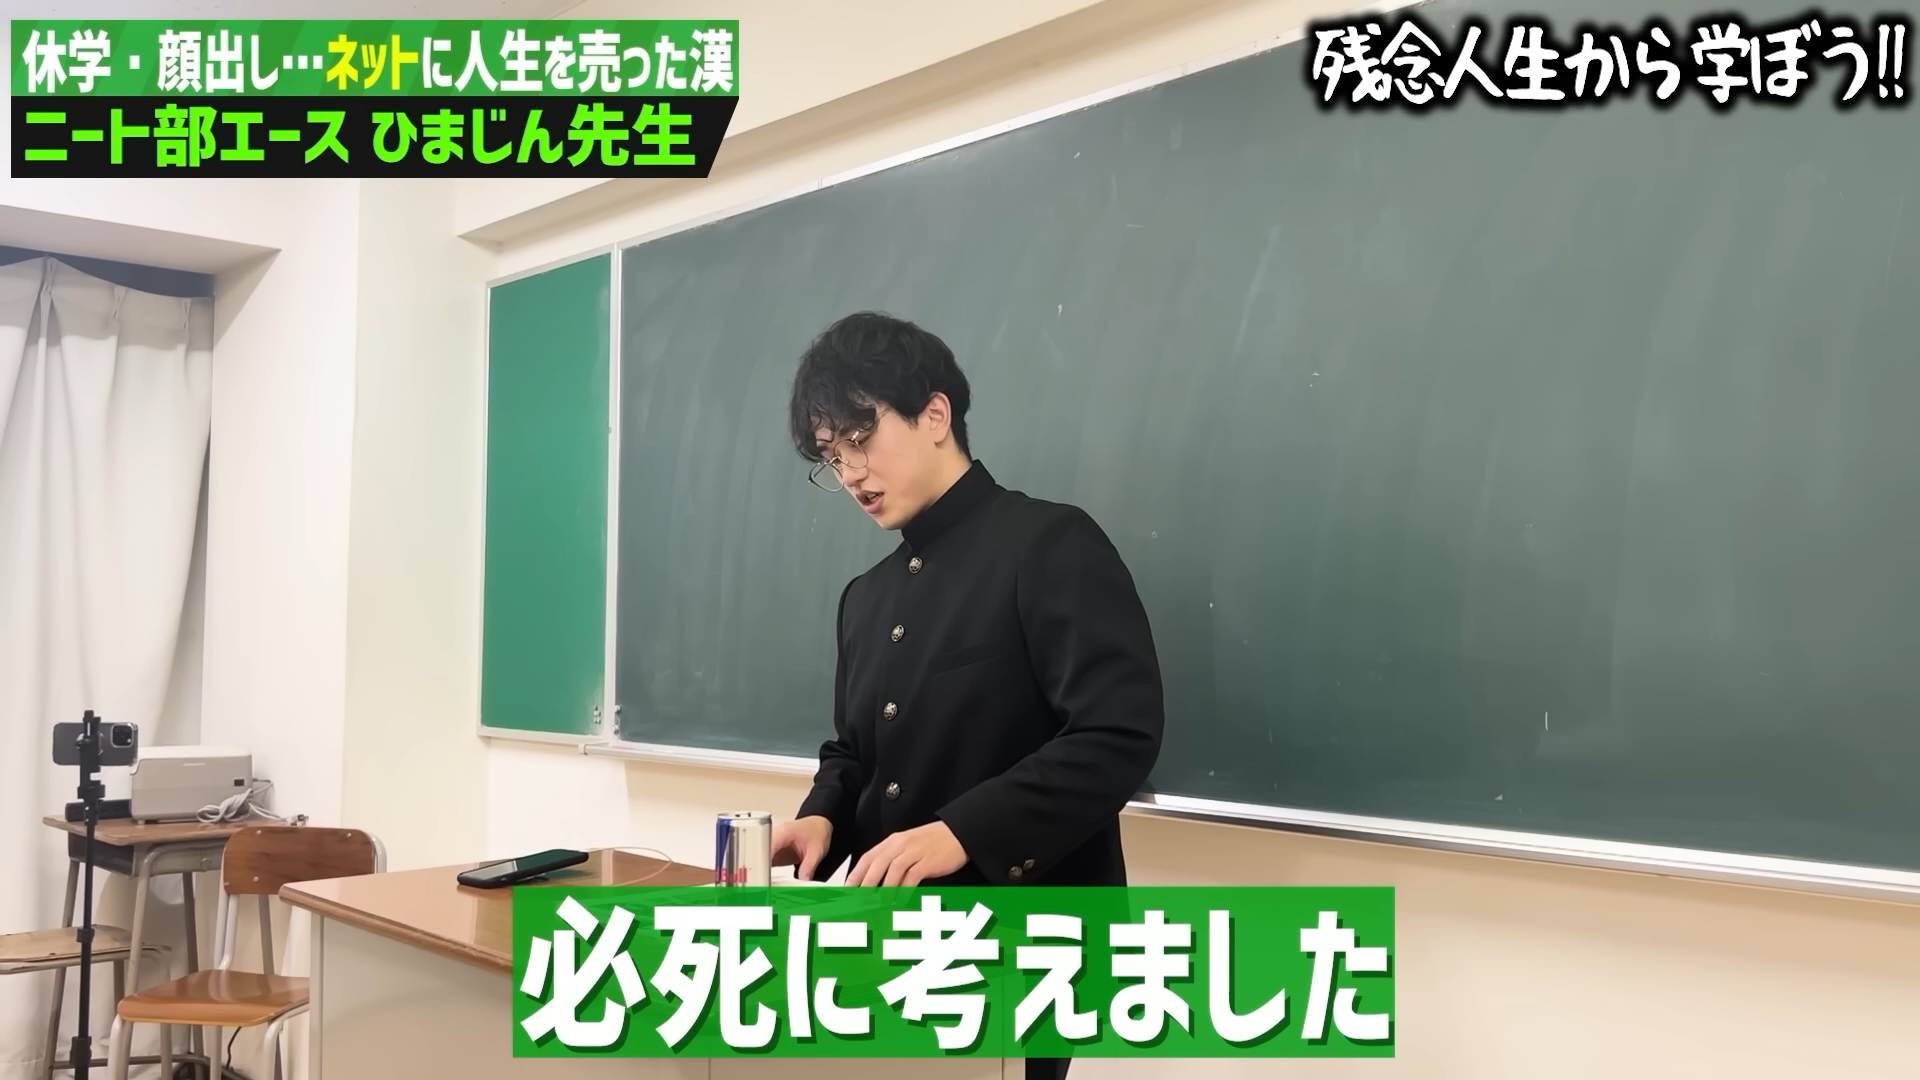 休学・顔出し…ネットに人生を売った漢
ニート部エース ひまじん先生
残念人生から学ぼう!!
Bull
必死に考えました